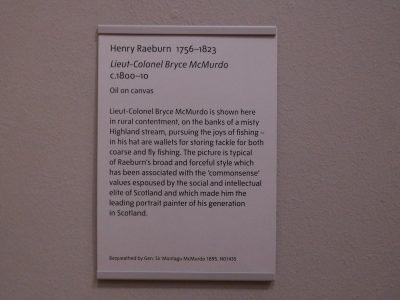 Henry Raeburn 1756–1823
Lieut-Colonel Bryce McMurdo
c.1800–10
Oil on canvas
Lieut-Colonel Bryce McMurdo is shown here
in rural contentment, on the banks of a misty
Highland stream, pursuing the joys of fishing –
in his hat are wallets for storing tackle for both
coarse and fly fishing. The picture is typical
of Raeburn's broad and forceful style which
has been associated with the 'commonsense'
values espoused by the social and intellectual
elite of Scotland and which made him the
leading portrait painter of his generation
in Scotland.
Bequeathed by Gen. Sir Montagu McMurdo 1895. N01435